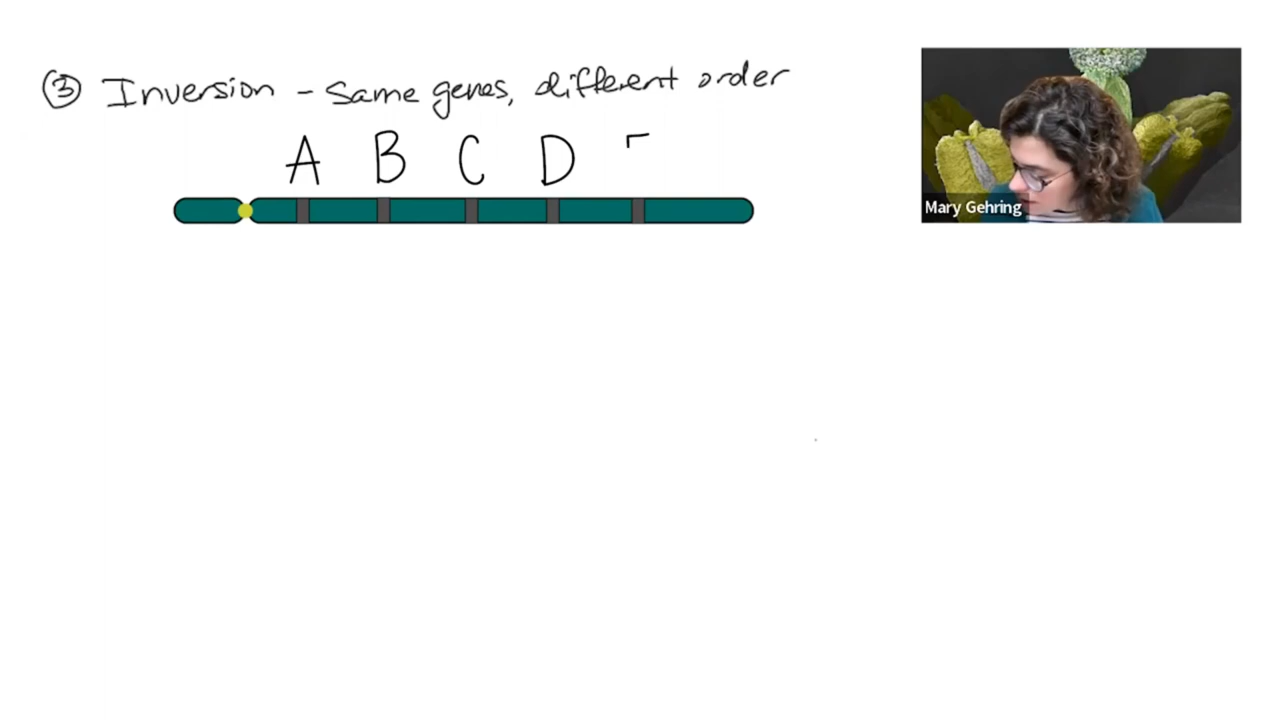 ③ Inversion - Same genes, different order
A B C D
Mary Gehring